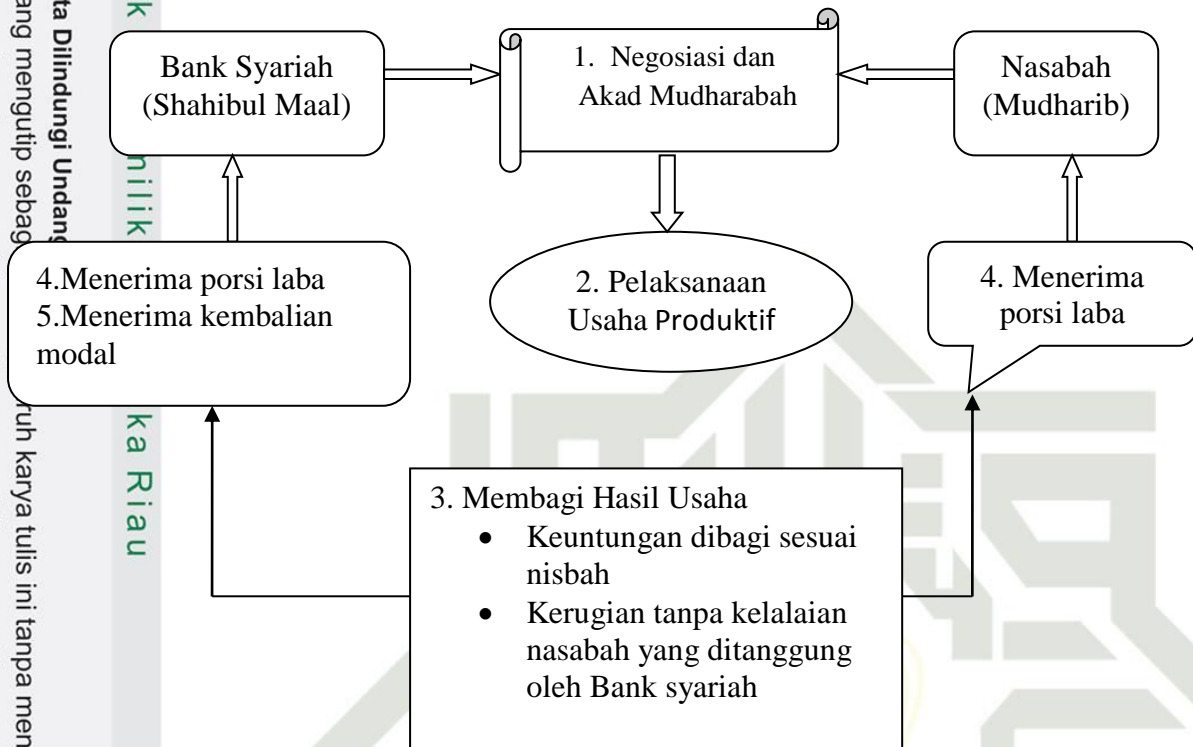 Bank Syariah
(Shahibul Maal)
1. Negosiasi dan
Akad Mudharabah
Nasabah
(Mudharib)
4.Menerima porsi laba
5.Menerima kembalian
modal
2. Pelaksanaan
Usaha Produktif
4. Menerima
porsi laba
3. Membagi Hasil Usaha
• Keuntungan dibagi sesuai
nisbah
• Kerugian tanpa kelalaian
nasabah yang ditanggung
oleh Bank syariah
k
milik
ka Riau
ta Dilindungi Undang
ang mengutip sebag
ruh karya tulis ini tanpa men